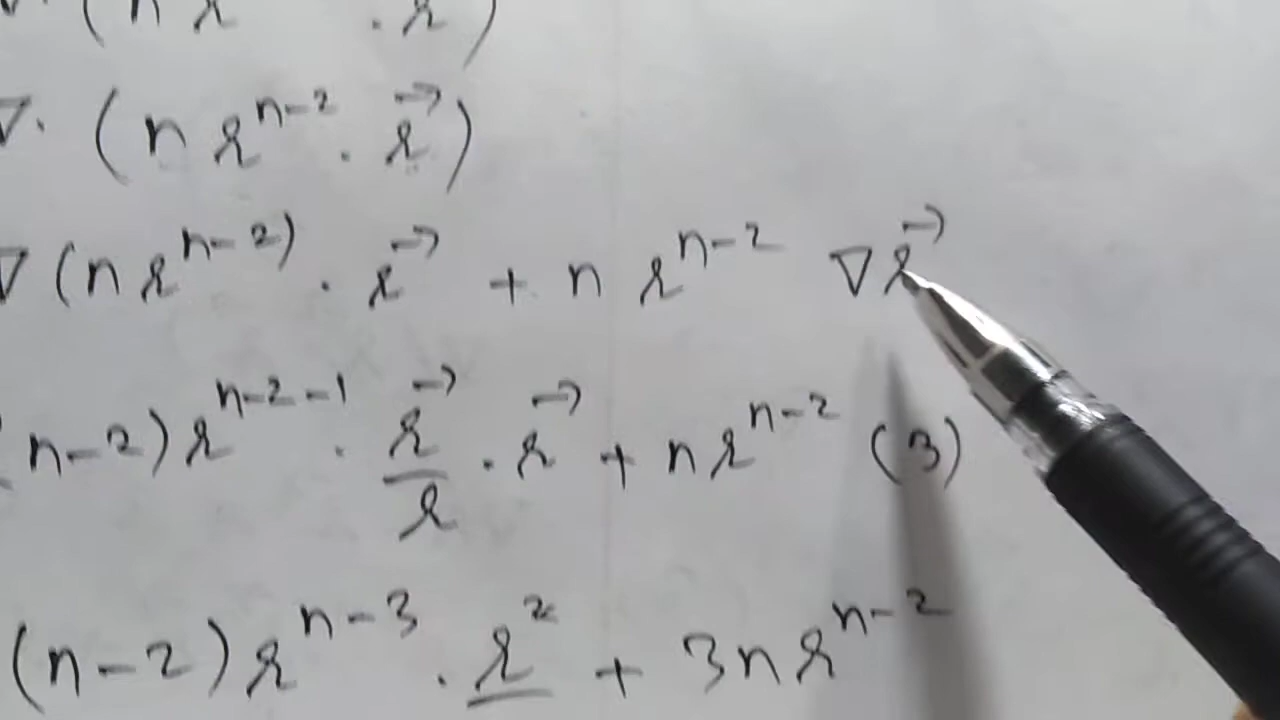 ∇·(n r^{n-2} · r⃗)
∇(n r^{n-2}) · r⃗ + n r^{n-2} ∇r⃗
n-2) r^{n-2-1} · r⃗/r · r⃗ + n r^{n-2} (3)
(n-2) r^{n-3} · r² + 3n r^{n-2}